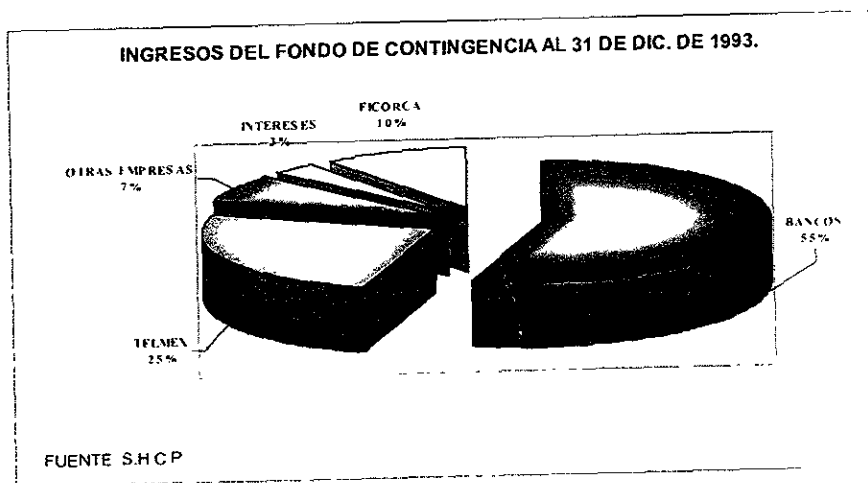 INGRESOS DEL FONDO DE CONTINGENCIA AL 31 DE DIC. DE 1993.
FICORCA
10%
INTERESES
3%
OTRAS EMPRESAS
7%
BANCOS
55%
TELMEX
25%
FUENTE S.H C P